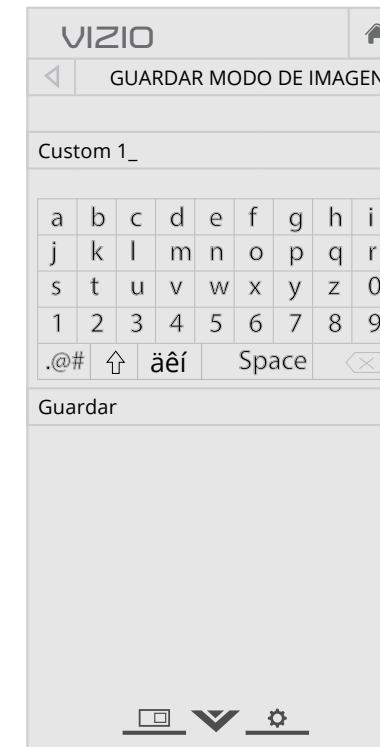 VIZIO
GUARDAR MODO DE IMAGEN
Custom 1_
a b c d e f g h i
j k l m n o p q r
s t u v w x y z 0
1 2 3 4 5 6 7 8 9
.@# äêí Space
Guardar